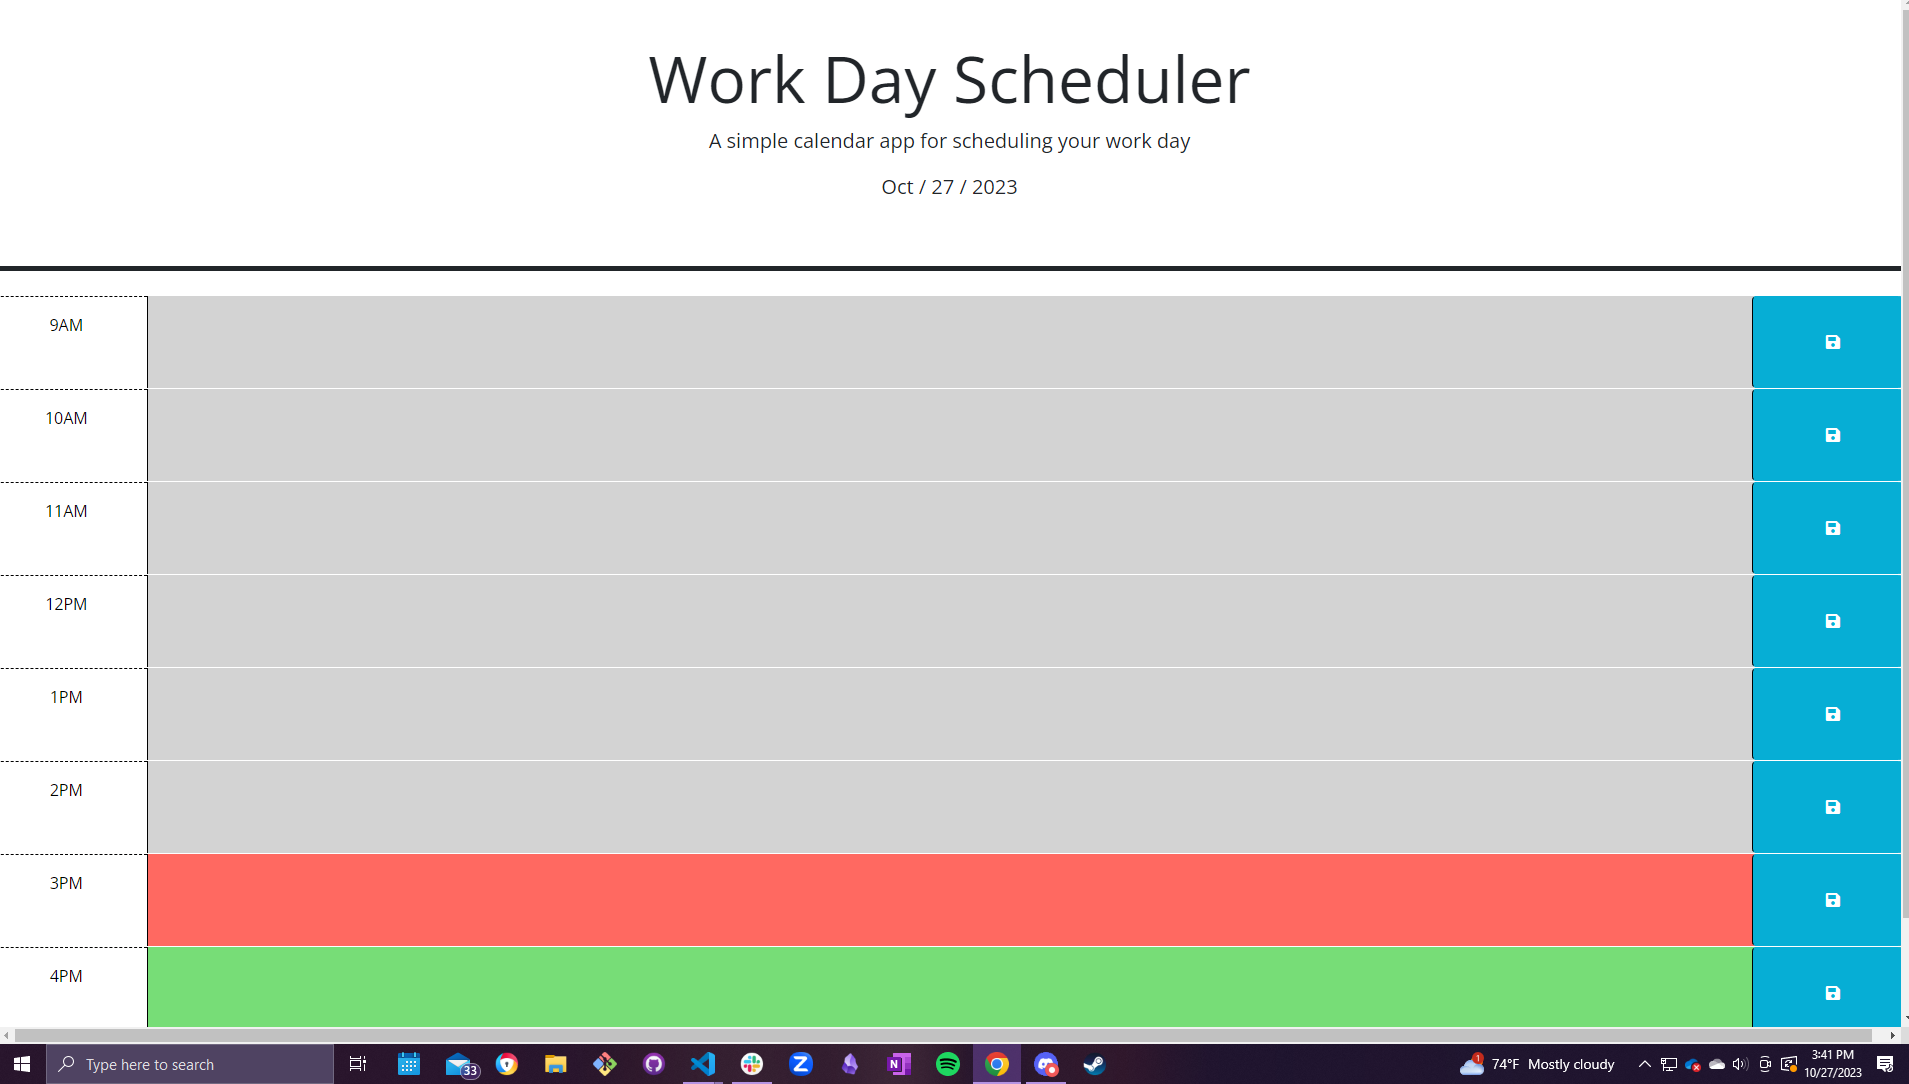 Work Day Scheduler
A simple calendar app for scheduling your work day
Oct / 27 / 2023
9AM
10AM
11AM
12PM
1PM
2PM
3PM
4PM
Type here to search
33
Z
N
1
74°F Mostly cloudy
3:41 PM
10/27/2023